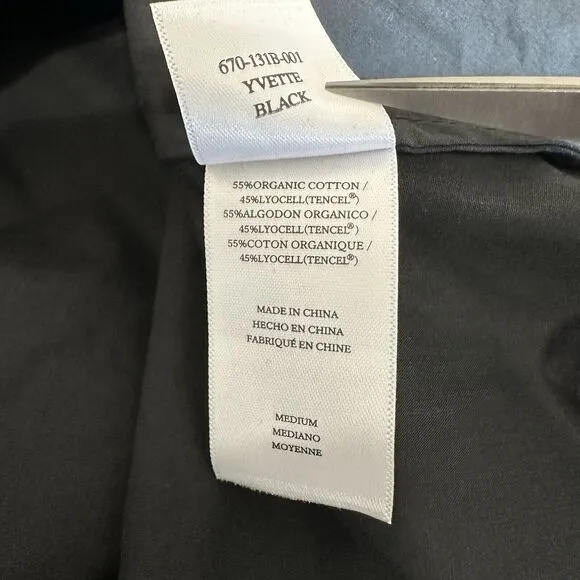 670-131B-001
YVETTE
BLACK
55%ORGANIC COTTON /
45%LYOCELL(TENCEL®)
55%ALGODON ORGANICO /
45%LYOCELL(TENCEL®)
55%COTON ORGANIQUE /
45%LYOCELL(TENCEL®)
MADE IN CHINA
HECHO EN CHINA
FABRIQUÉ EN CHINE
MEDIUM
MEDIANO
MOYENNE